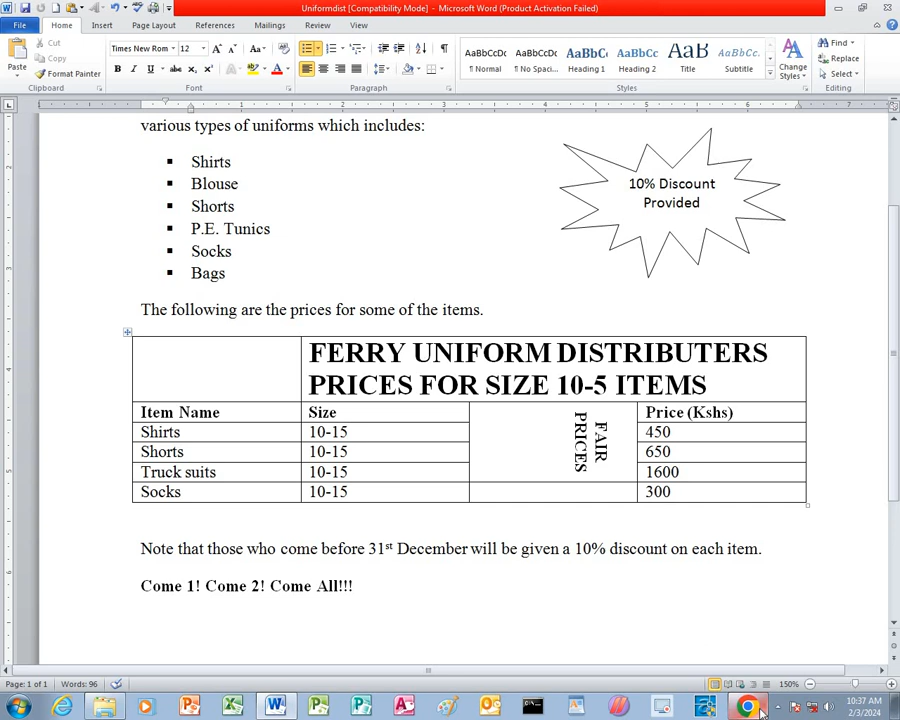 Uniformdist [Compatibility Mode] - Microsoft Word (Product Activation Failed)
File Home Insert Page Layout References Mailings Review View
Paste
Cut
Copy
Format Painter
Clipboard
Times New Rom 12
Font
Paragraph
AaBbCcDc AaBbCcDc AaBbCc AaBbCc AaB AaBbCc.
¶ Normal ¶ No Spaci... Heading 1 Heading 2 Title Subtitle
Change Styles
Styles
Find
Replace
Select
Editing
various types of uniforms which includes:
Shirts
Blouse
Shorts
P.E. Tunics
Socks
Bags
10% Discount
Provided
The following are the prices for some of the items.
FERRY UNIFORM DISTRIBUTERS
PRICES FOR SIZE 10-5 ITEMS
Item Name Size Price (Kshs)
FAIR
PRICES
Shirts 10-15 450
Shorts 10-15 650
Truck suits 10-15 1600
Socks 10-15 300
Note that those who come before 31st December will be given a 10% discount on each item.
Come 1! Come 2! Come All!!!
Page: 1 of 1 Words: 96 150%
10:37 AM
2/3/2024